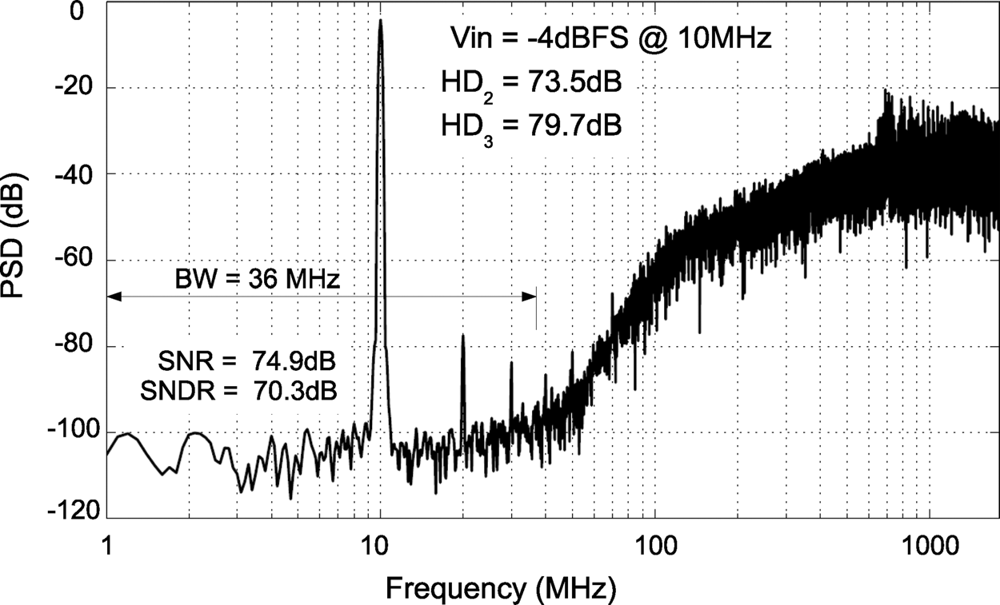 0
-20
-40
-60
-80
-100
-120
PSD (dB)
Vin = -4dBFS @ 10MHz
HD2 = 73.5dB
HD3 = 79.7dB
BW = 36 MHz
SNR = 74.9dB
SNDR = 70.3dB
1 10 100 1000
Frequency (MHz)